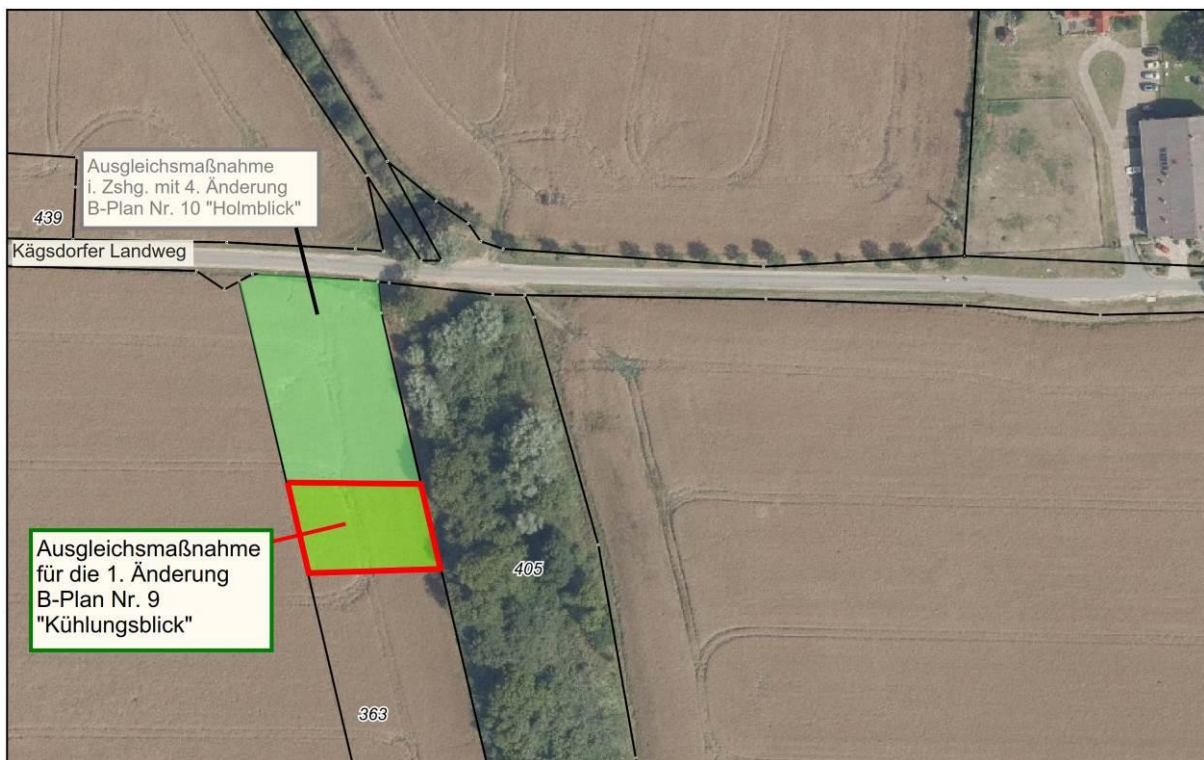 Ausgleichsmaßnahme
i. Zshg. mit 4. Änderung
B-Plan Nr. 10 "Holmblick"
439
Kägsdorfer Landweg
Ausgleichsmaßnahme
für die 1. Änderung
B-Plan Nr. 9
"Kühlungsblick"
405
363